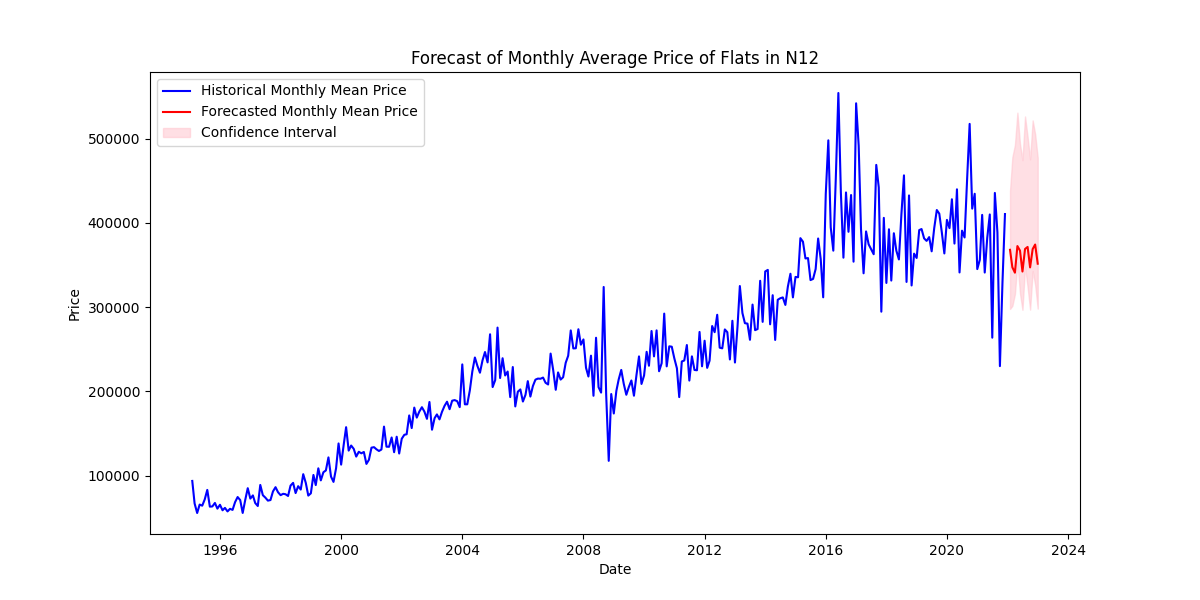 Forecast of Monthly Average Price of Flats in N12
Historical Monthly Mean Price
Forecasted Monthly Mean Price
Confidence Interval
500000
400000
300000
200000
100000
Price
1996 2000 2004 2008 2012 2016 2020 2024
Date